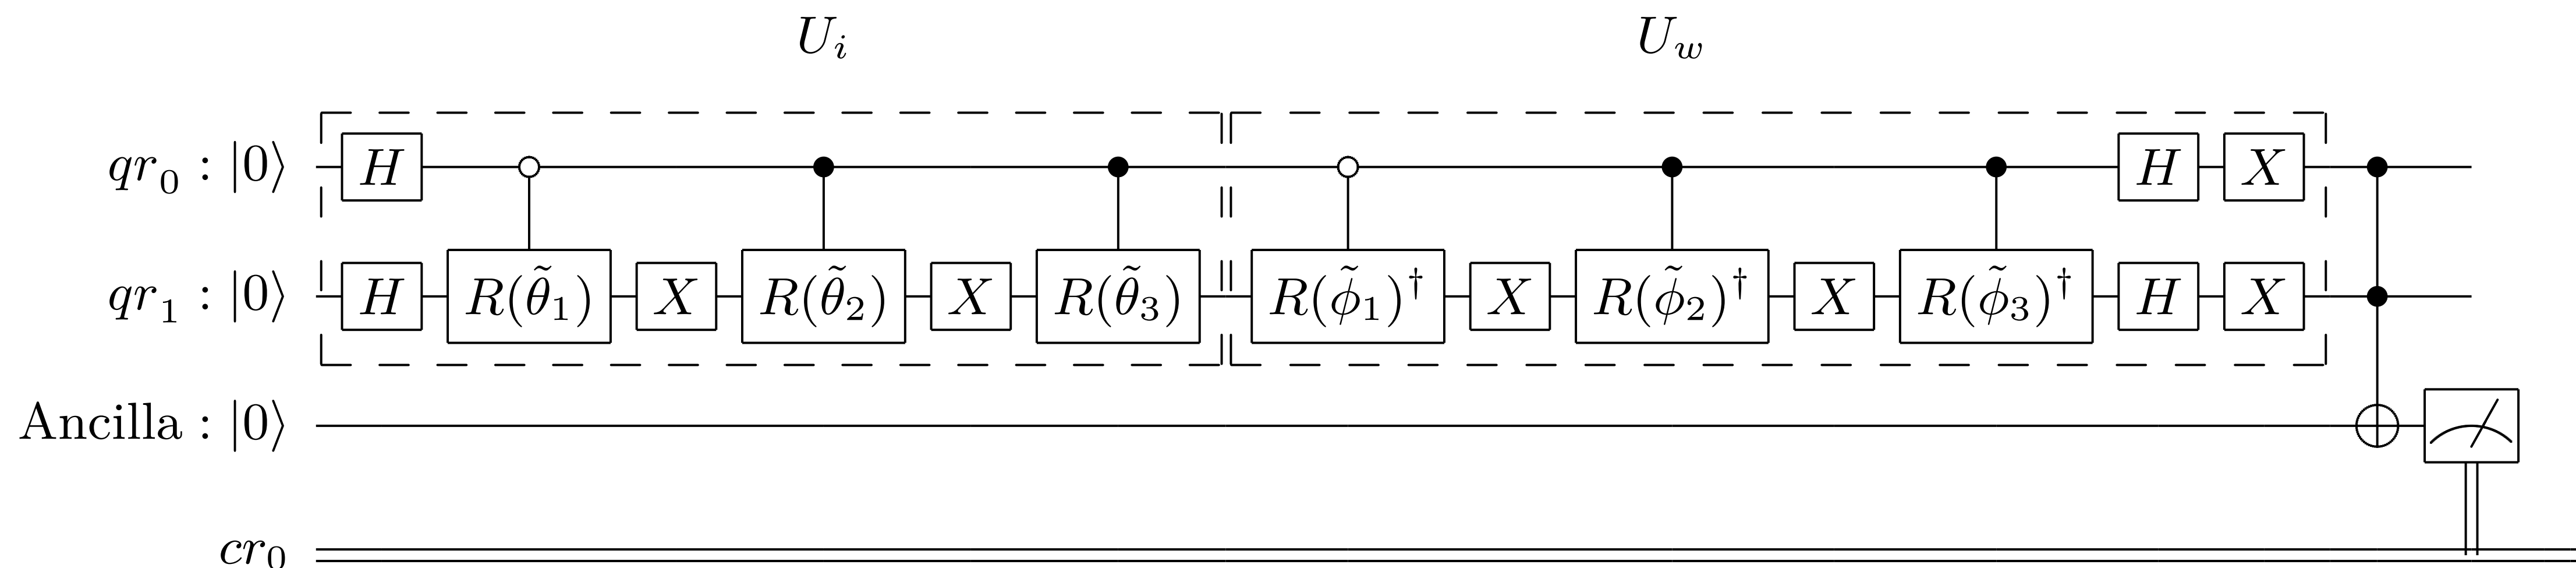 U_i U_w
qr_0 : |0⟩ H H X
qr_1 : |0⟩ H R(θ̃_1) X R(θ̃_2) X R(θ̃_3) R(ϕ̃_1)† X R(ϕ̃_2)† X R(ϕ̃_3)† H X
Ancilla : |0⟩
cr_0